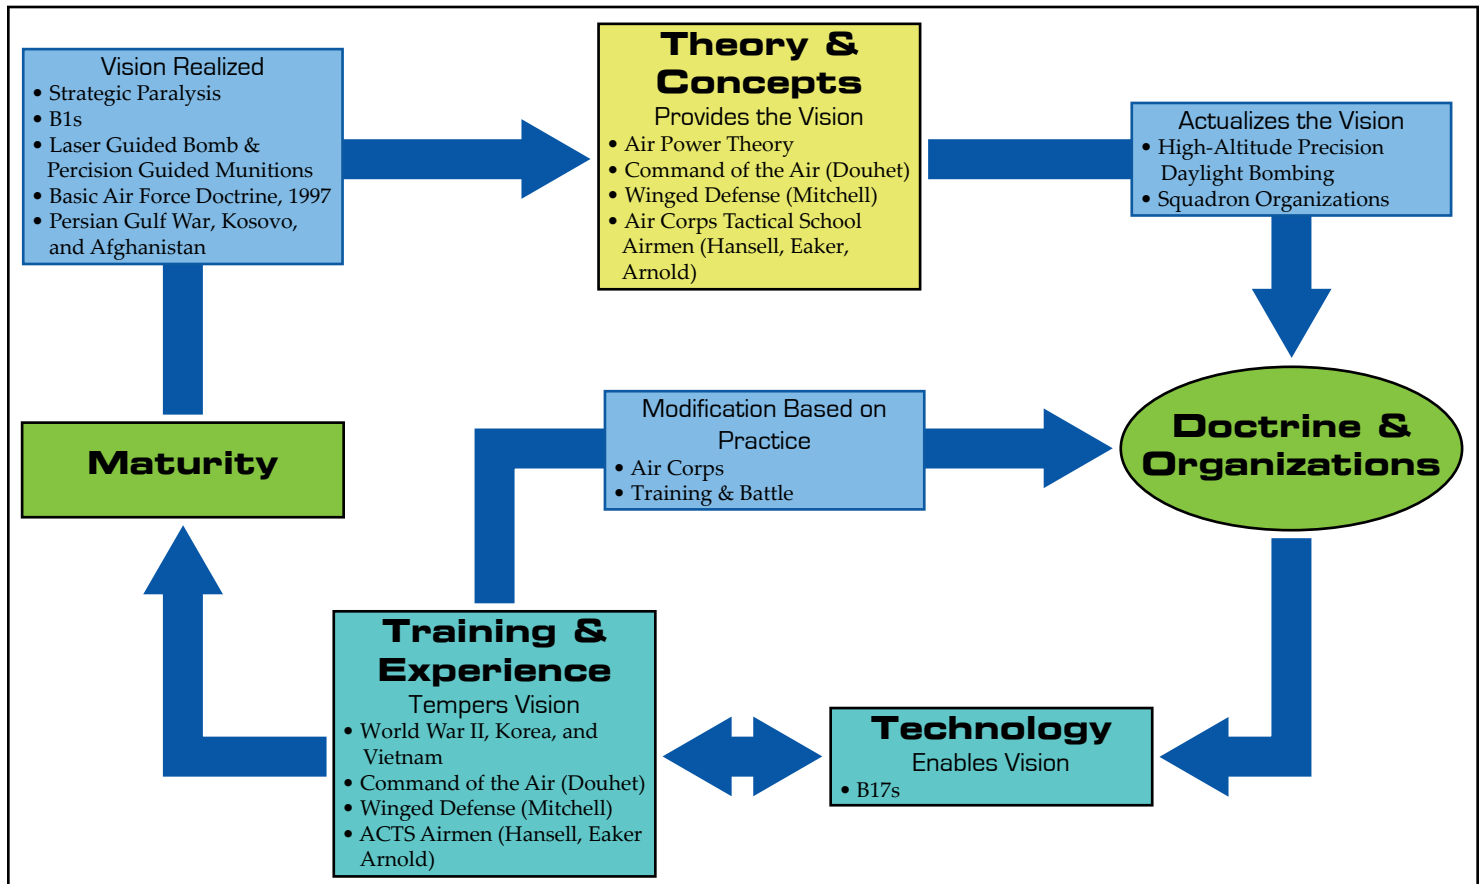 Vision Realized
• Strategic Paralysis
• B1s
• Laser Guided Bomb &
Percision Guided Munitions
• Basic Air Force Doctrine, 1997
• Persian Gulf War, Kosovo,
and Afghanistan
Theory &
Concepts
Provides the Vision
• Air Power Theory
• Command of the Air (Douhet)
• Winged Defense (Mitchell)
• Air Corps Tactical School
Airmen (Hansell, Eaker,
Arnold)
Actualizes the Vision
• High-Altitude Precision
Daylight Bombing
• Squadron Organizations
Maturity
Modification Based on
Practice
• Air Corps
• Training & Battle
Doctrine &
Organizations
Training &
Experience
Tempers Vision
• World War II, Korea, and
Vietnam
• Command of the Air (Douhet)
• Winged Defense (Mitchell)
• ACTS Airmen (Hansell, Eaker
Arnold)
Technology
Enables Vision
• B17s